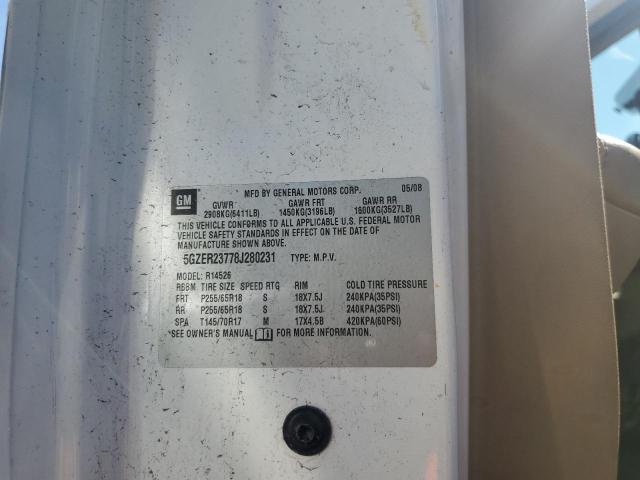 MFD BY GENERAL MOTORS CORP. 05/08
GM GVWR GAWR FRT GAWR RR
2908KG(6411LB) 1450KG(3196LB) 1600KG(3527LB)
THIS VEHICLE CONFORMS TO ALL APPLICABLE U.S. FEDERAL MOTOR
VEHICLE SAFETY STANDARDS IN EFFECT ON THE DATE OF
MANUFACTURE SHOWN ABOVE.
5GZER23778J280231 TYPE: M.P.V.
MODEL: R14526
RBBM TIRE SIZE SPEED RTG RIM COLD TIRE PRESSURE
FRT P255/65R18 S 18X7.5J 240KPA(35PSI)
RR P255/65R18 S 18X7.5J 240KPA(35PSI)
SPA T145/70R17 M 17X4.5B 420KPA(60PSI)
*SEE OWNER'S MANUAL FOR MORE INFORMATION.